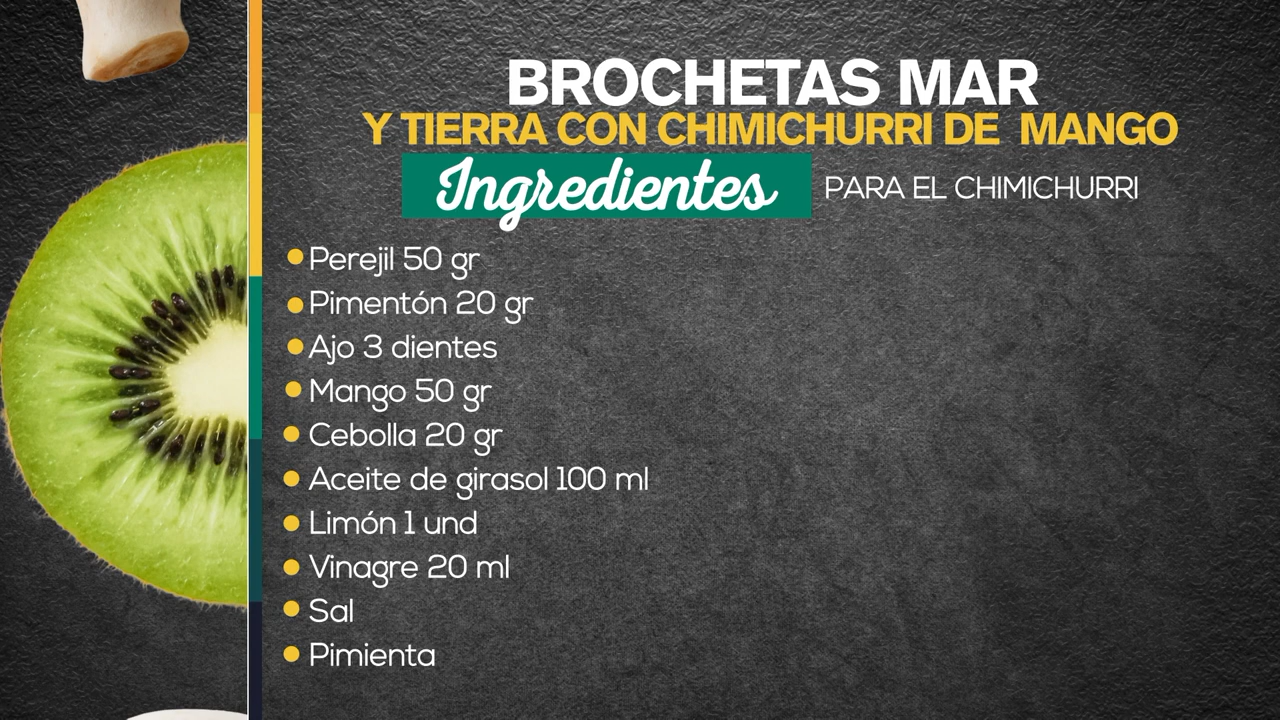 BROCHETAS MAR
Y TIERRA CON CHIMICHURRI DE MANGO
Ingredientes PARA EL CHIMICHURRI
Perejil 50 gr
Pimentón 20 gr
Ajo 3 dientes
Mango 50 gr
Cebolla 20 gr
Aceite de girasol 100 ml
Limón 1 und
Vinagre 20 ml
Sal
Pimienta